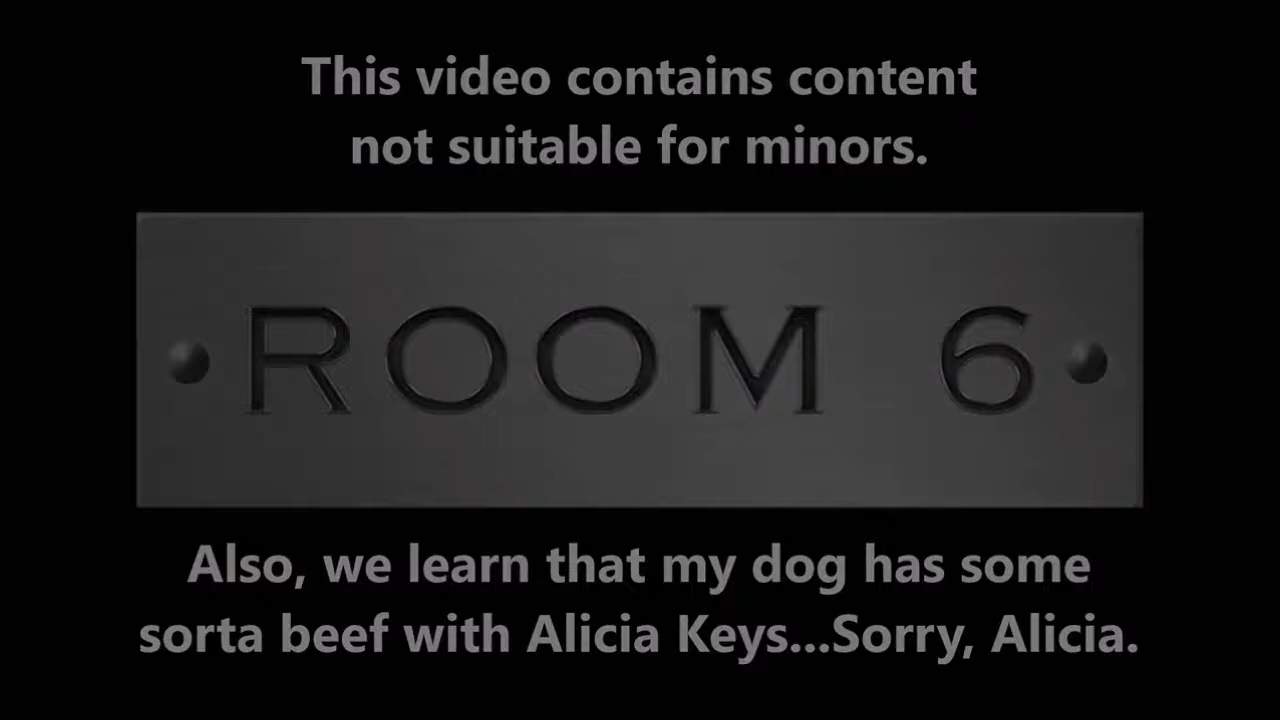 This video contains content
not suitable for minors.
ROOM 6
Also, we learn that my dog has some
sorta beef with Alicia Keys...Sorry, Alicia.